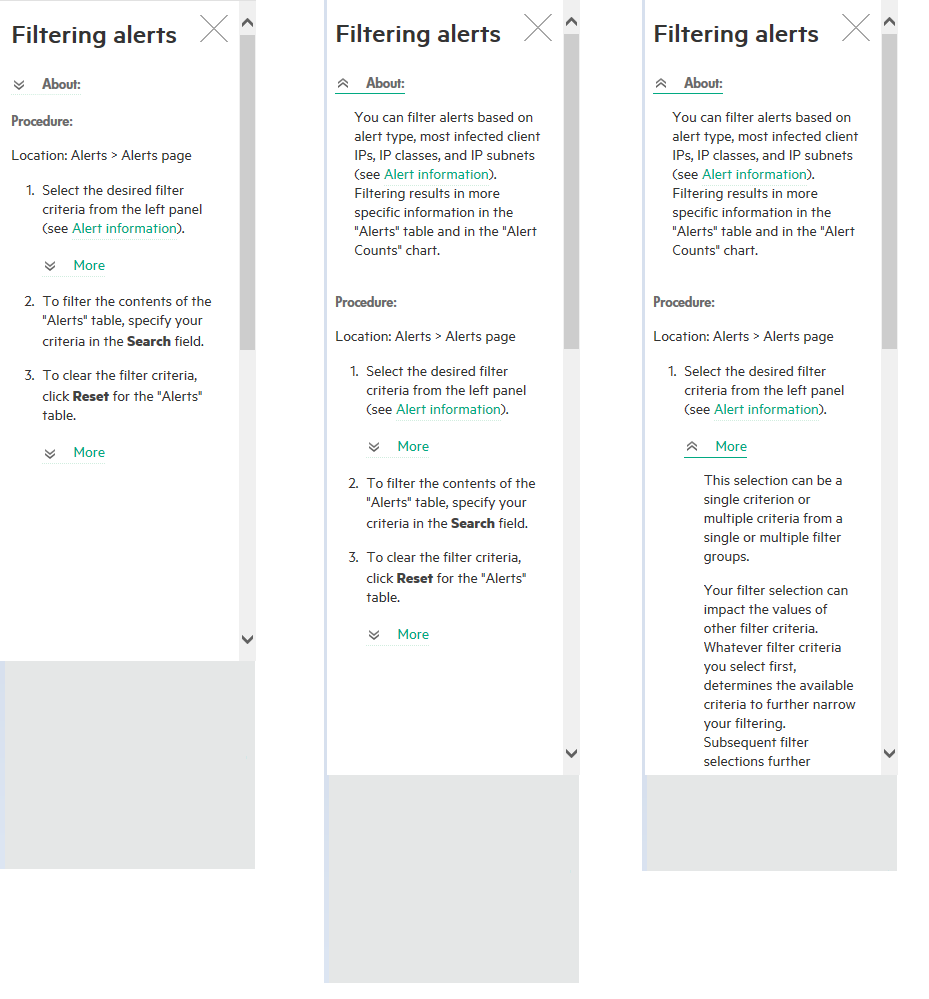 Filtering alerts
About:
Procedure:
Location: Alerts > Alerts page
1. Select the desired filter
criteria from the left panel
(see Alert information).
More
2. To filter the contents of the
"Alerts" table, specify your
criteria in the Search field.
3. To clear the filter criteria,
click Reset for the "Alerts"
table.
More
Filtering alerts
About:
You can filter alerts based on
alert type, most infected client
IPs, IP classes, and IP subnets
(see Alert information).
Filtering results in more
specific information in the
"Alerts" table and in the "Alert
Counts" chart.
Procedure:
Location: Alerts > Alerts page
1. Select the desired filter
criteria from the left panel
(see Alert information).
More
2. To filter the contents of the
"Alerts" table, specify your
criteria in the Search field.
3. To clear the filter criteria,
click Reset for the "Alerts"
table.
More
Filtering alerts
About:
You can filter alerts based on
alert type, most infected client
IPs, IP classes, and IP subnets
(see Alert information).
Filtering results in more
specific information in the
"Alerts" table and in the "Alert
Counts" chart.
Procedure:
Location: Alerts > Alerts page
1. Select the desired filter
criteria from the left panel
(see Alert information).
More
This selection can be a
single criterion or
multiple criteria from a
single or multiple filter
groups.
Your filter selection can
impact the values of
other filter criteria.
Whatever filter criteria
you select first,
determines the available
criteria to further narrow
your filtering.
Subsequent filter
selections further